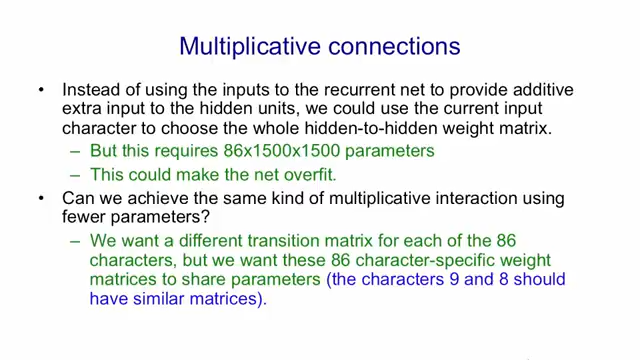 Multiplicative connections
• Instead of using the inputs to the recurrent net to provide additive
extra input to the hidden units, we could use the current input
character to choose the whole hidden-to-hidden weight matrix.
– But this requires 86x1500x1500 parameters
– This could make the net overfit.
• Can we achieve the same kind of multiplicative interaction using
fewer parameters?
– We want a different transition matrix for each of the 86
characters, but we want these 86 character-specific weight
matrices to share parameters (the characters 9 and 8 should
have similar matrices).